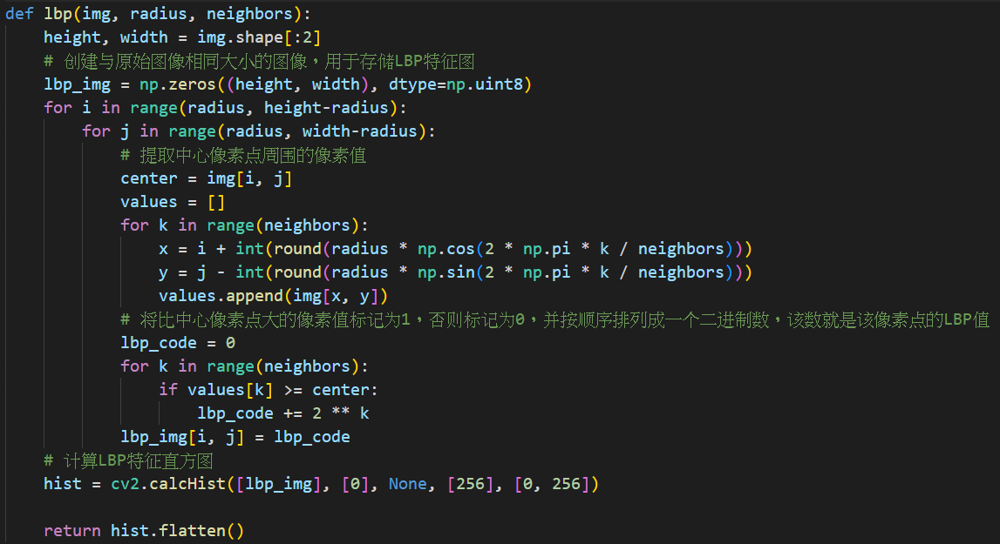 def lbp(img, radius, neighbors):
    height, width = img.shape[:2]
    # 创建与原始图像相同大小的图像，用于存储LBP特征图
    lbp_img = np.zeros((height, width), dtype=np.uint8)
    for i in range(radius, height-radius):
        for j in range(radius, width-radius):
            # 提取中心像素点周围的像素值
            center = img[i, j]
            values = []
            for k in range(neighbors):
                x = i + int(round(radius * np.cos(2 * np.pi * k / neighbors)))
                y = j - int(round(radius * np.sin(2 * np.pi * k / neighbors)))
                values.append(img[x, y])
            # 将比中心像素点大的像素值标记为1，否则标记为0，并按顺序排列成一个二进制数，该数就是该像素点的LBP值
            lbp_code = 0
            for k in range(neighbors):
                if values[k] >= center:
                    lbp_code += 2 ** k
            lbp_img[i, j] = lbp_code
    # 计算LBP特征直方图
    hist = cv2.calcHist([lbp_img], [0], None, [256], [0, 256])
    return hist.flatten()